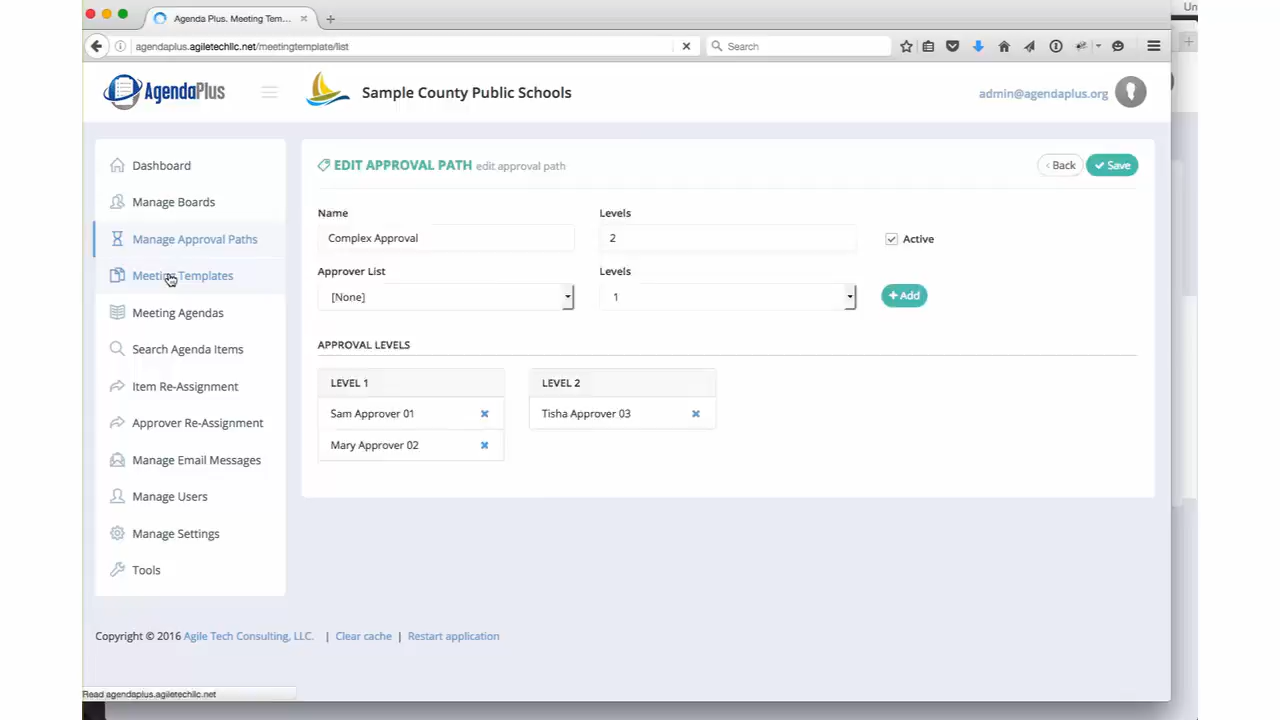 Agenda Plus. Meeting Tem...
Un
agendaplus.agiletechllc.net/meetingtemplate/list
Search
AgendaPlus
Sample County Public Schools
admin@agendaplus.org
Dashboard
Manage Boards
Manage Approval Paths
Meeting Templates
Meeting Agendas
Search Agenda Items
Item Re-Assignment
Approver Re-Assignment
Manage Email Messages
Manage Users
Manage Settings
Tools
EDIT APPROVAL PATH edit approval path
Back
Save
Name
Levels
Complex Approval
2
Active
Approver List
Levels
[None]
1
+ Add
APPROVAL LEVELS
LEVEL 1
LEVEL 2
Sam Approver 01
Tisha Approver 03
Mary Approver 02
Copyright © 2016 Agile Tech Consulting, LLC. | Clear cache | Restart application
Read agendaplus.agiletechllc.net